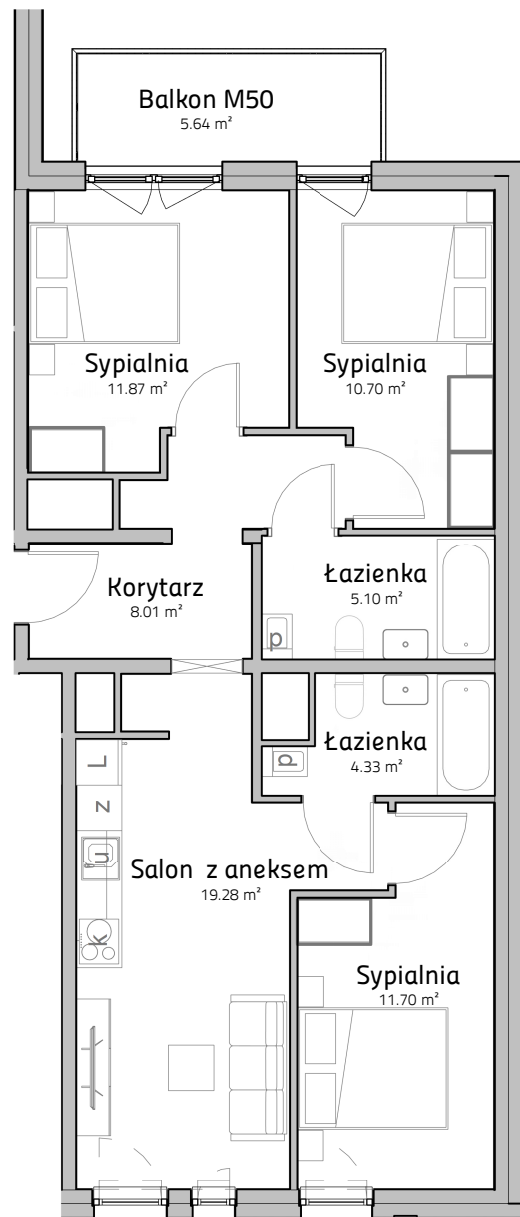 Balkon M50
5.64 m²
Sypialnia
11.87 m²
Sypialnia
10.70 m²
Korytarz
8.01 m²
Łazienka
5.10 m²
p
Łazienka
4.33 m²
p
L
z
u
k
Salon z aneksem
19.28 m²
Sypialnia
11.70 m²